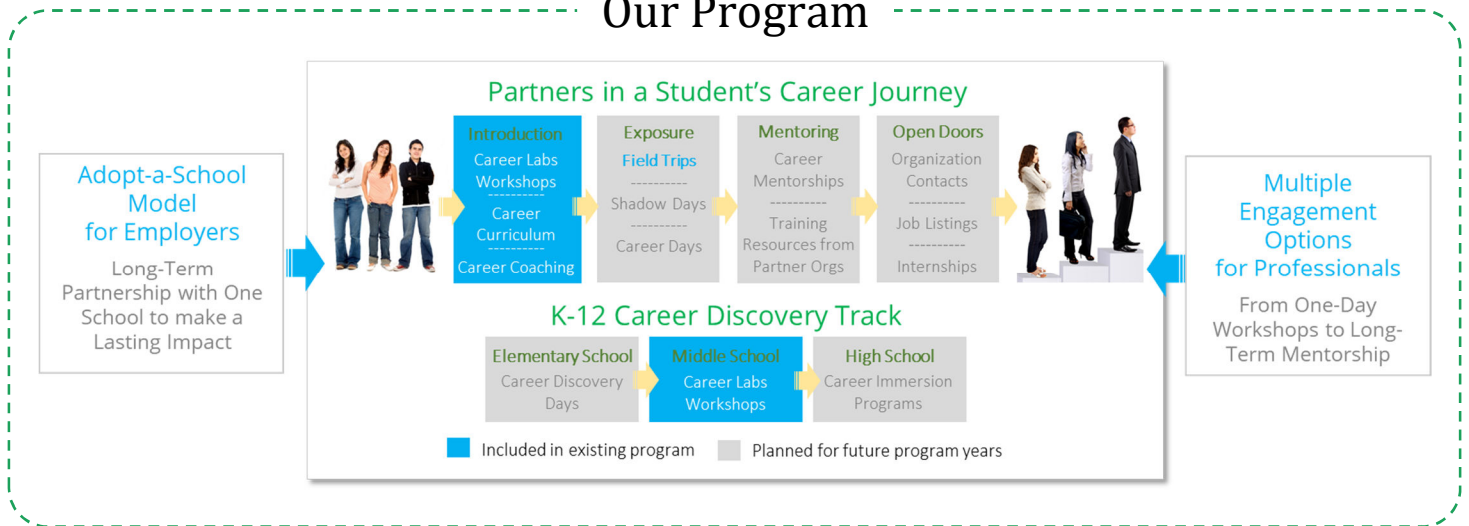 Our Program
Adopt-a-School
Model
for Employers
Long-Term
Partnership with One
School to make a
Lasting Impact
Partners in a Student's Career Journey
Introduction
Career Labs
Workshops
----------
Career
Curriculum
----------
Career Coaching
Exposure
Field Trips
----------
Shadow Days
----------
Career Days
Mentoring
Career
Mentorships
----------
Training
Resources from
Partner Orgs
Open Doors
Organization
Contacts
----------
Job Listings
----------
Internships
K-12 Career Discovery Track
Elementary School
Career Discovery
Days
Middle School
Career Labs
Workshops
High School
Career Immersion
Programs
Included in existing program
Planned for future program years
Multiple
Engagement
Options
for Professionals
From One-Day
Workshops to Long-
Term Mentorship